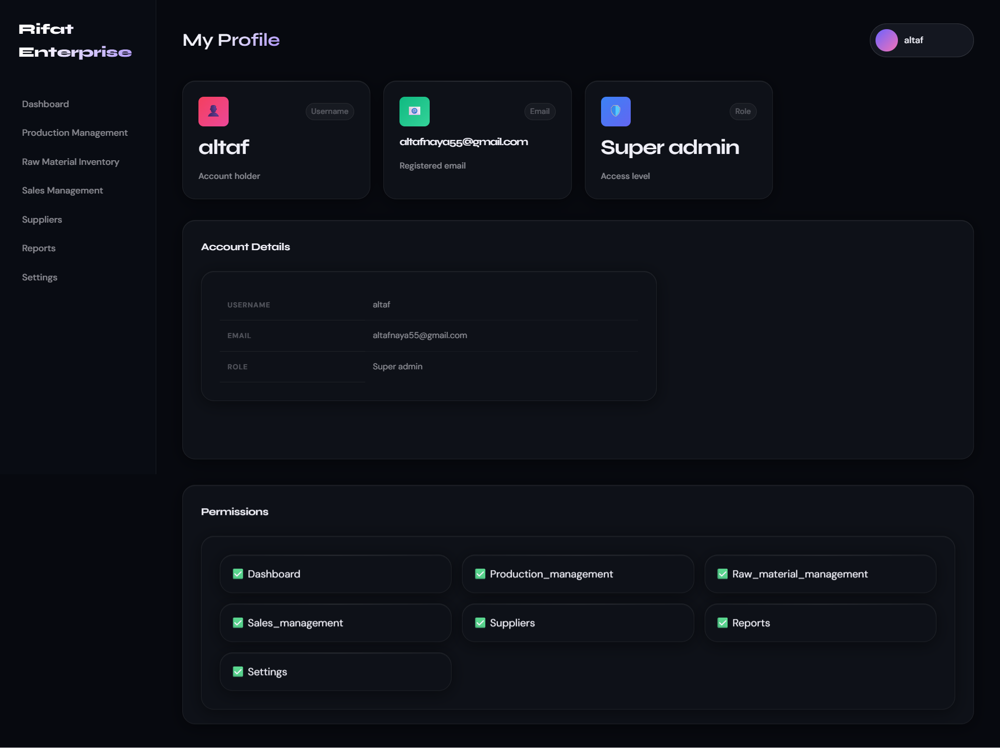 Rifat
Enterprise
Dashboard
Production Management
Raw Material Inventory
Sales Management
Suppliers
Reports
Settings
My Profile
altaf
Username
altaf
Account holder
Email
altafnaya55@gmail.com
Registered email
Role
Super admin
Access level
Account Details
USERNAME altaf
EMAIL altafnaya55@gmail.com
ROLE Super admin
Permissions
Dashboard
Production_management
Raw_material_management
Sales_management
Suppliers
Reports
Settings